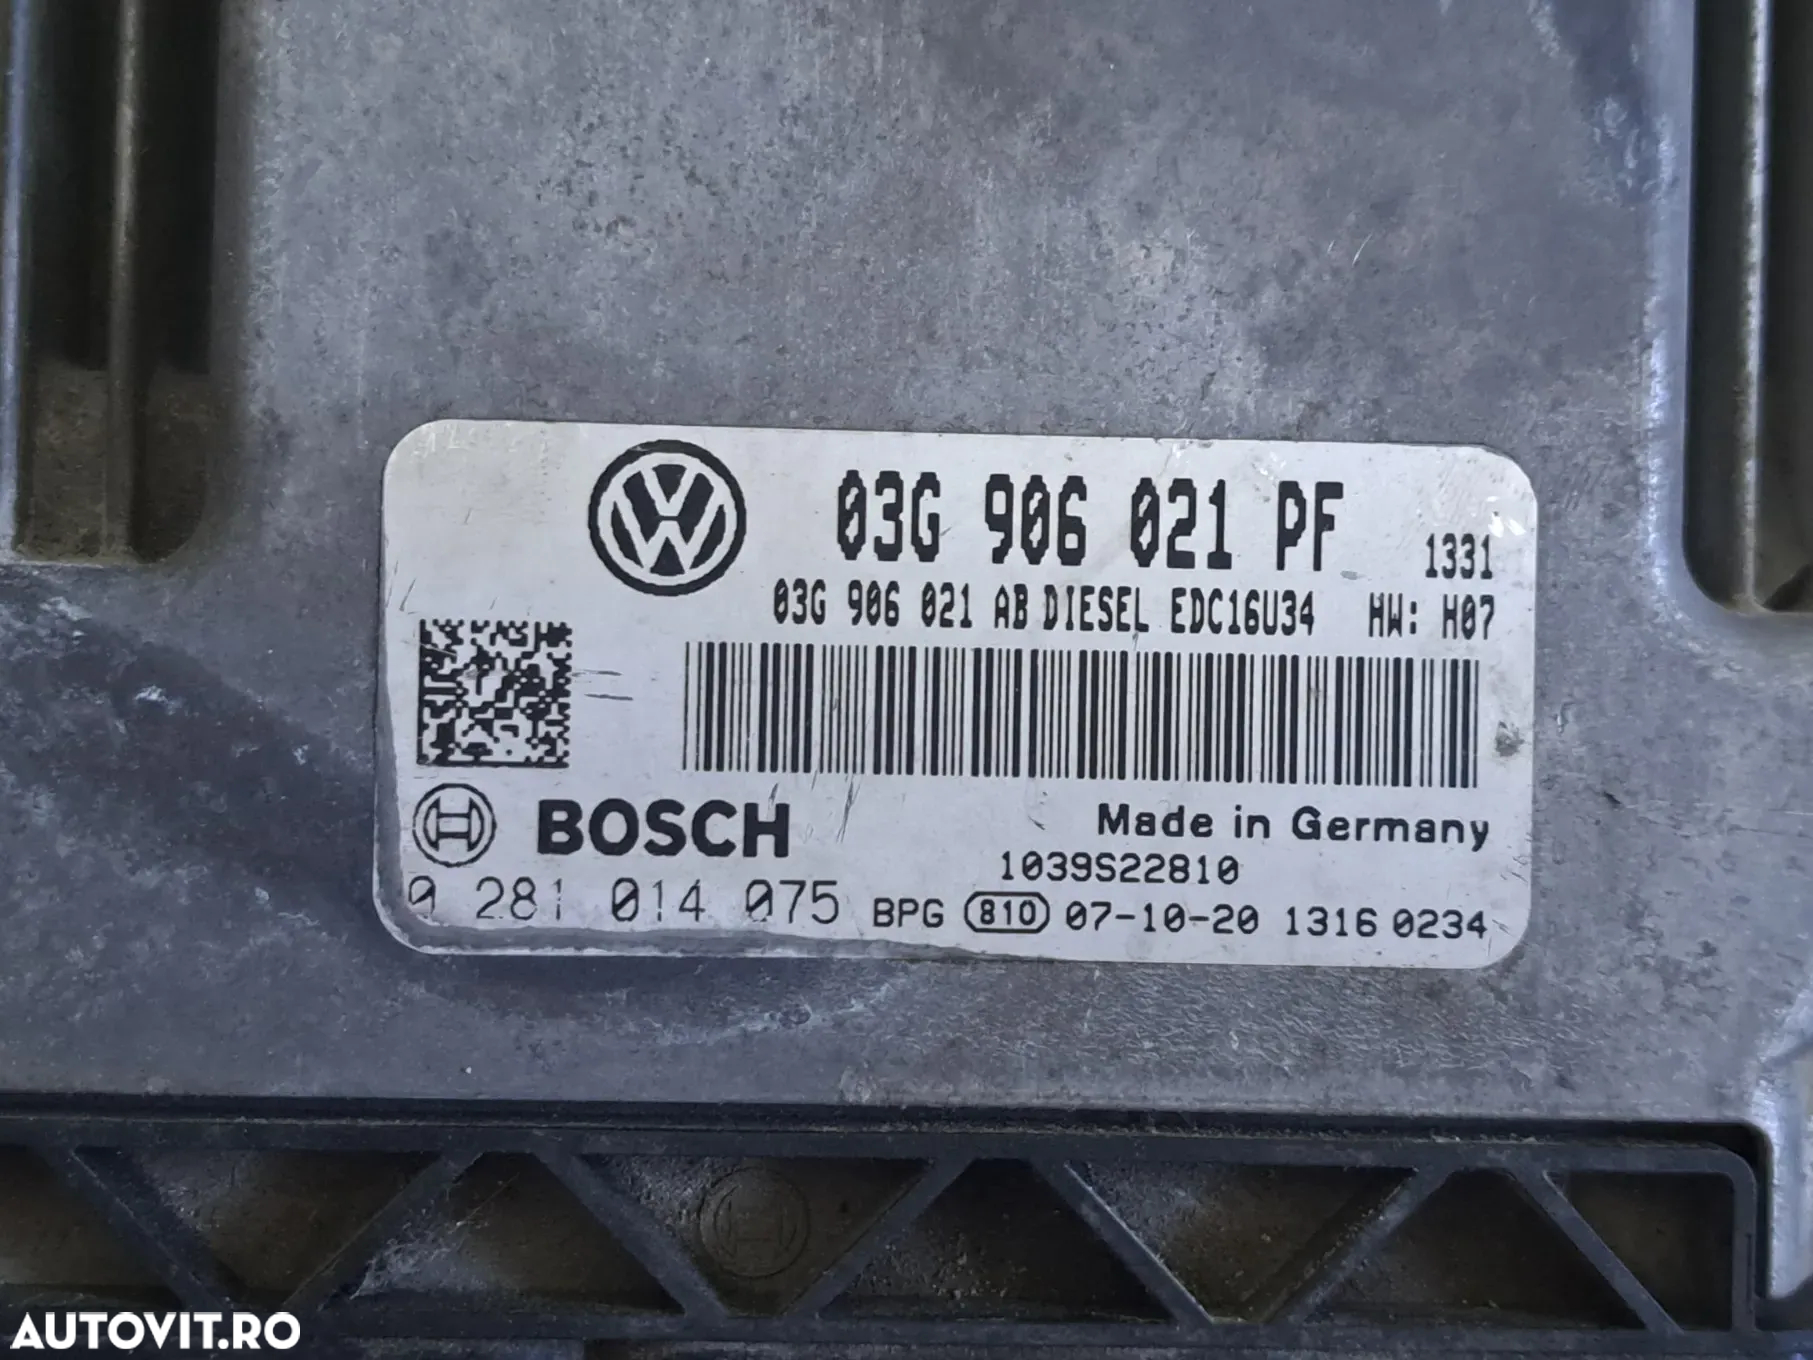 03G 906 021 PF 1331
03G 906 021 AB DIESEL EDC16U34 HW: H07
BOSCH Made in Germany
1039S22810
0 281 014 075 BPG 810 07-10-20 1316 0234
AUTOVIT.RO